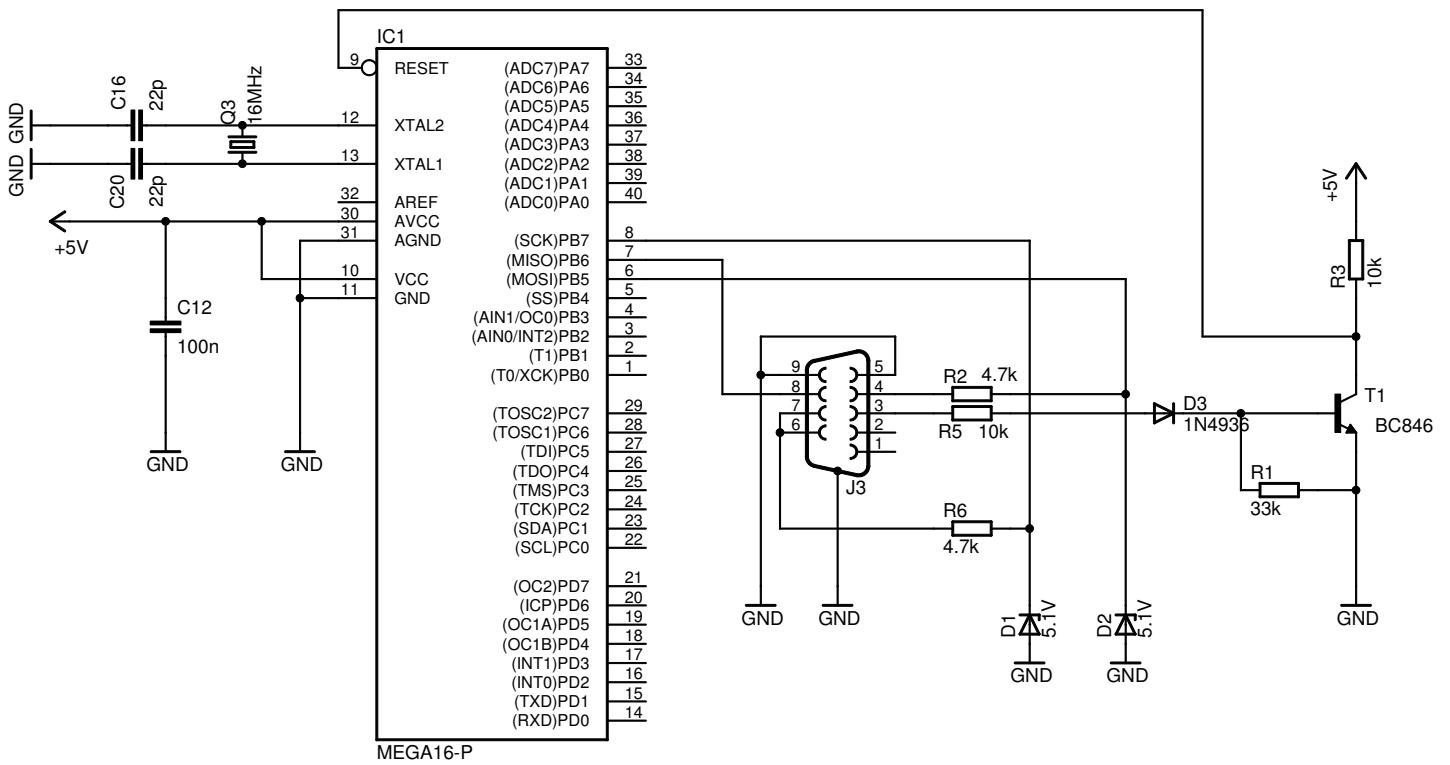 IC1
9 RESET
12 XTAL2
13 XTAL1
32 AREF
30 AVCC
31 AGND
10 VCC
11 GND
(ADC7)PA7 33
(ADC6)PA6 34
(ADC5)PA5 35
(ADC4)PA4 36
(ADC3)PA3 37
(ADC2)PA2 38
(ADC1)PA1 39
(ADC0)PA0 40
(SCK)PB7 8
(MISO)PB6 7
(MOSI)PB5 6
(SS)PB4 5
(AIN1/OC0)PB3 4
(AIN0/INT2)PB2 3
(T1)PB1 2
(T0/XCK)PB0 1
(TOSC2)PC7 29
(TOSC1)PC6 28
(TDI)PC5 27
(TDO)PC4 26
(TMS)PC3 25
(TCK)PC2 24
(SDA)PC1 23
(SCL)PC0 22
(OC2)PD7 21
(ICP)PD6 20
(OC1A)PD5 19
(OC1B)PD4 18
(INT1)PD3 17
(INT0)PD2 16
(TXD)PD1 15
(RXD)PD0 14
MEGA16-P
GND
GND
C16
22p
C20
22p
Q3
16MHz
+5V
C12
100n
GND
GND
9 5
8 4
7 3
6 2
1
J3
GND
GND
R2 4.7k
R5 10k
R6
4.7k
D1
5.1V
GND
D2
5.1V
GND
D3
1N4936
R1
33k
+5V
R3
10k
T1
BC846
GND